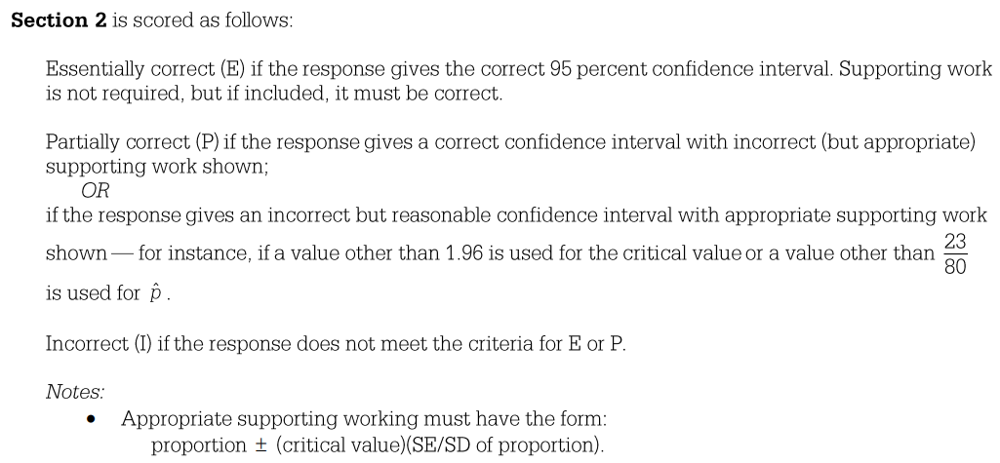 Section 2 is scored as follows:
Essentially correct (E) if the response gives the correct 95 percent confidence interval. Supporting work
is not required, but if included, it must be correct.
Partially correct (P) if the response gives a correct confidence interval with incorrect (but appropriate)
supporting work shown;
OR
if the response gives an incorrect but reasonable confidence interval with appropriate supporting work
shown — for instance, if a value other than 1.96 is used for the critical value or a value other than 23/80
is used for p̂ .
Incorrect (I) if the response does not meet the criteria for E or P.
Notes:
• Appropriate supporting working must have the form:
proportion ± (critical value)(SE/SD of proportion).